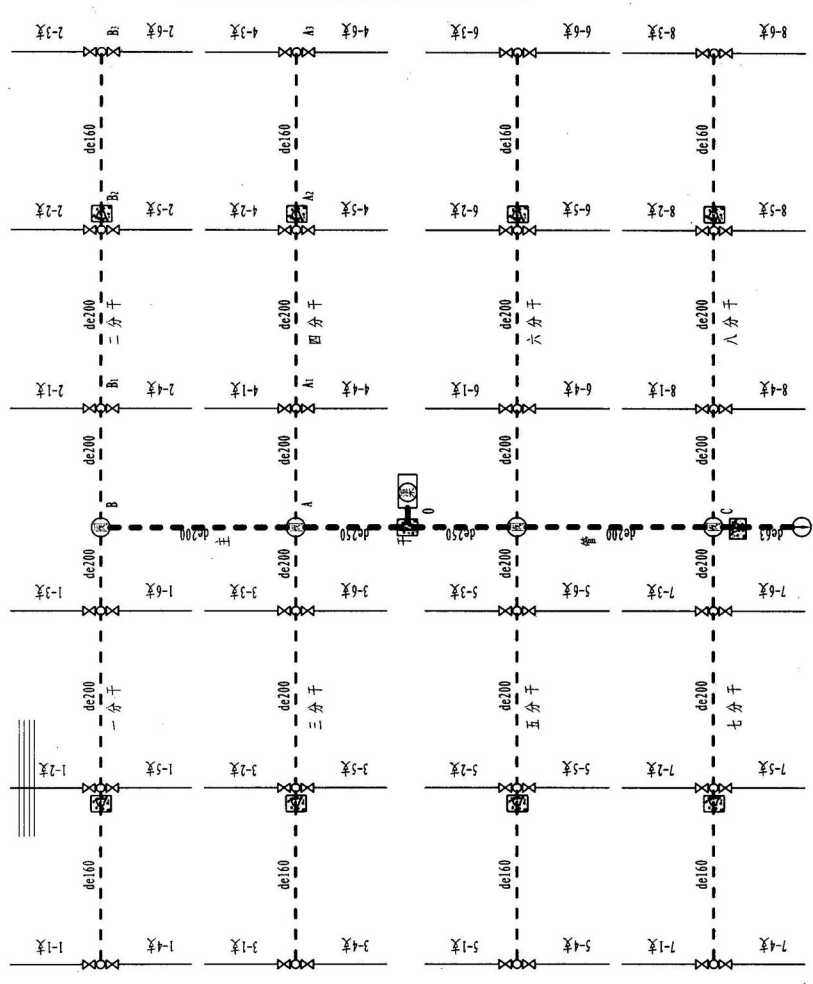 2-3支 B₃ 2-6支 4-3支 A₃ 4-6支 6-3支 6-6支 8-3支 8-6支
de160 de160 de160 de160
2-2支 B₂ 2-5支 4-2支 A₂ 4-5支 6-2支 6-5支 8-2支 8-5支
de200 二分干 de200 四分干 de200 六分干 de200 八分干
2-1支 B₁ 2-4支 4-1支 A₁ 4-4支 6-1支 6-4支 8-1支 8-4支
de200 de200 de200 de200
B A 泵 O C
de200 de250 de250 de200 de63
主 干 管
de200 de200 de200 de200
1-3支 1-6支 3-3支 3-6支 5-3支 5-6支 7-3支 7-6支
de200 一分干 de200 三分干 de200 五分干 de200 七分干
1-2支 1-5支 3-2支 3-5支 5-2支 5-5支 7-2支 7-5支
de160 de160 de160 de160
1-1支 1-4支 3-1支 3-4支 5-1支 5-4支 7-1支 7-4支